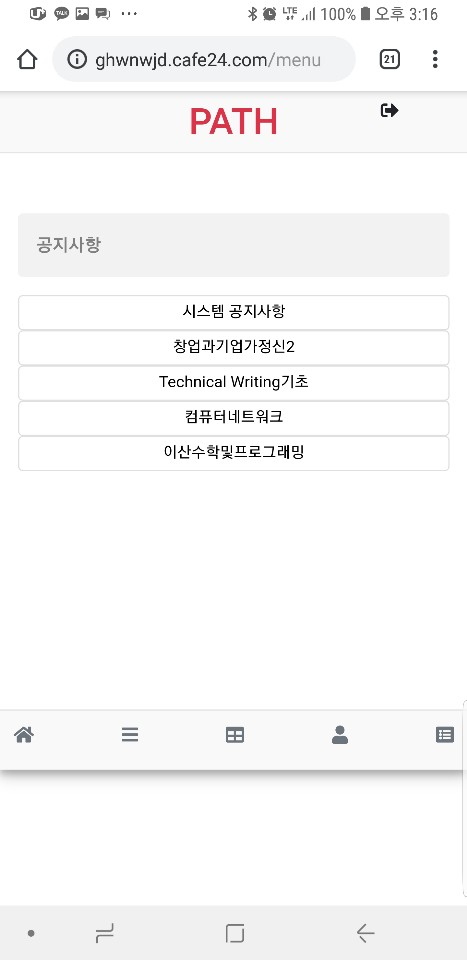 TALK LTE 100% 오후 3:16
ghwnwjd.cafe24.com/menu 21
PATH
공지사항
시스템 공지사항
창업과기업가정신2
Technical Writing기초
컴퓨터네트워크
이산수학및프로그래밍